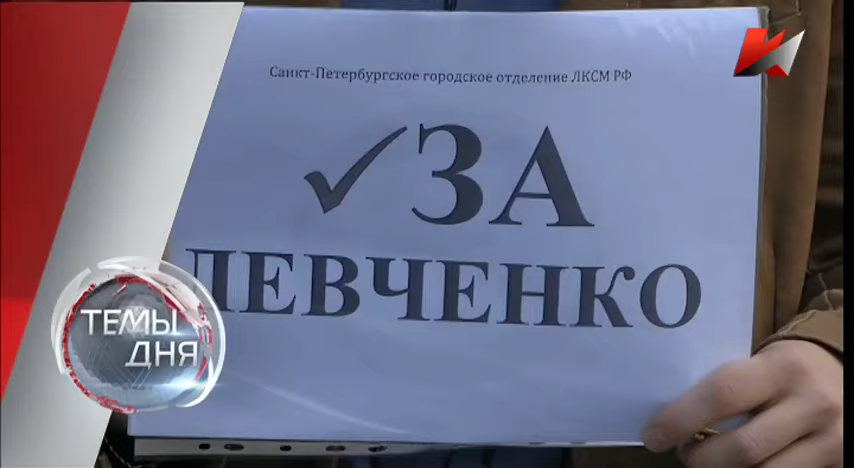 Санкт-Петербургское городское отделение ЛКСМ РФ
✓ЗА
ЛЕВЧЕНКО
ТЕМЫ
ДНЯ